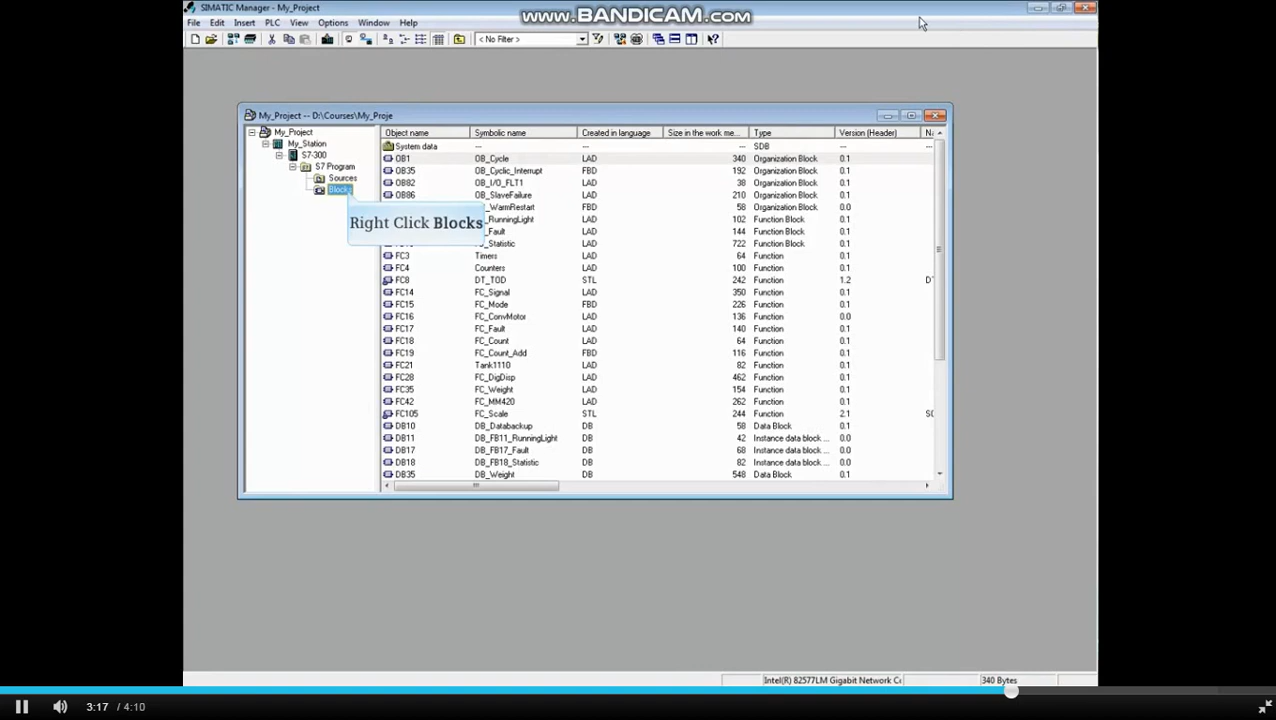 SIMATIC Manager - My_Project
www.BANDICAM.com
File Edit Insert PLC View Options Window Help
< No Filter >
My_Project -- D:\Courses\My_Proje
My_Project
My_Station
S7-300
S7 Program
Sources
Blocks
Right Click Blocks
Object name Symbolic name Created in language Size in the work me... Type Version (Header)
System data --- --- --- SDB --- ---
OB1 OB_Cycle LAD 340 Organization Block 0.1
OB35 OB_Cyclic_Interrupt FBD 192 Organization Block 0.1
OB82 OB_I/O_FLT1 LAD 38 Organization Block 0.1
OB86 OB_SlaveFailure LAD 210 Organization Block 0.1
_WarmRestart FBD 58 Organization Block 0.0
_RunningLight LAD 102 Function Block 0.1
_Fault LAD 144 Function Block 0.1
_Statistic LAD 722 Function Block 0.1
FC3 Timers LAD 64 Function 0.1
FC4 Counters LAD 100 Function 0.1
FC8 DT_TOD STL 242 Function 1.2
FC14 FC_Signal LAD 350 Function 0.1
FC15 FC_Mode FBD 226 Function 0.1
FC16 FC_ConvMotor LAD 136 Function 0.0
FC17 FC_Fault LAD 140 Function 0.1
FC18 FC_Count LAD 64 Function 0.1
FC19 FC_Count_Add FBD 116 Function 0.1
FC21 Tank1110 LAD 82 Function 0.1
FC28 FC_DigDisp LAD 462 Function 0.1
FC35 FC_Weight LAD 154 Function 0.1
FC42 FC_MM420 LAD 262 Function 0.1
FC105 FC_Scale STL 244 Function 2.1
DB10 DB_Databackup DB 58 Data Block 0.1
DB11 DB_FB11_RunningLight DB 42 Instance data block ... 0.0
DB17 DB_FB17_Fault DB 68 Instance data block ... 0.0
DB18 DB_FB18_Statistic DB 82 Instance data block ... 0.0
DB35 DB_Weight DB 548 Data Block 0.1
Intel(R) 82577LM Gigabit Network Cc 340 Bytes
3:17 / 4:10